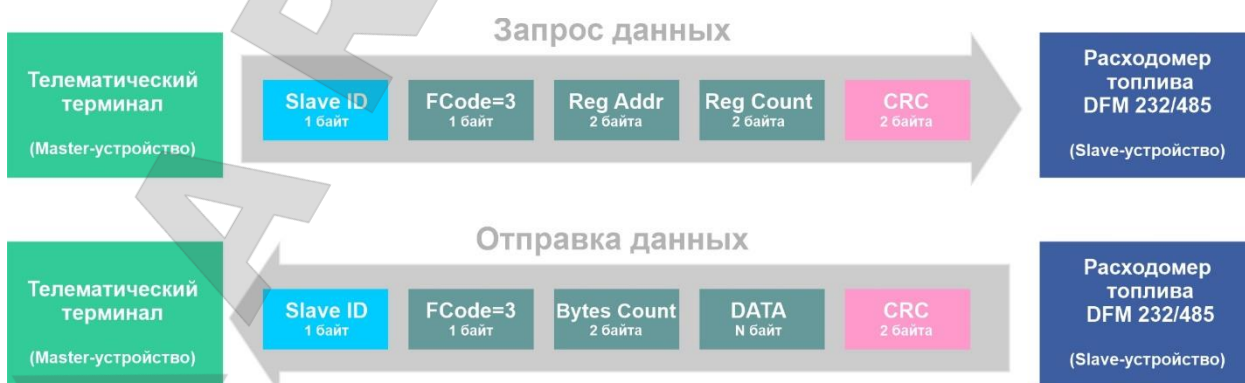 Запрос данных
Телематический
терминал
(Master-устройство)
Slave ID
1 байт
FCode=3
1 байт
Reg Addr
2 байта
Reg Count
2 байта
CRC
2 байта
Расходомер
топлива
DFM 232/485
(Slave-устройство)
Отправка данных
Телематический
терминал
(Master-устройство)
Slave ID
1 байт
FCode=3
1 байт
Bytes Count
2 байта
DATA
N байт
CRC
2 байта
Расходомер
топлива
DFM 232/485
(Slave-устройство)